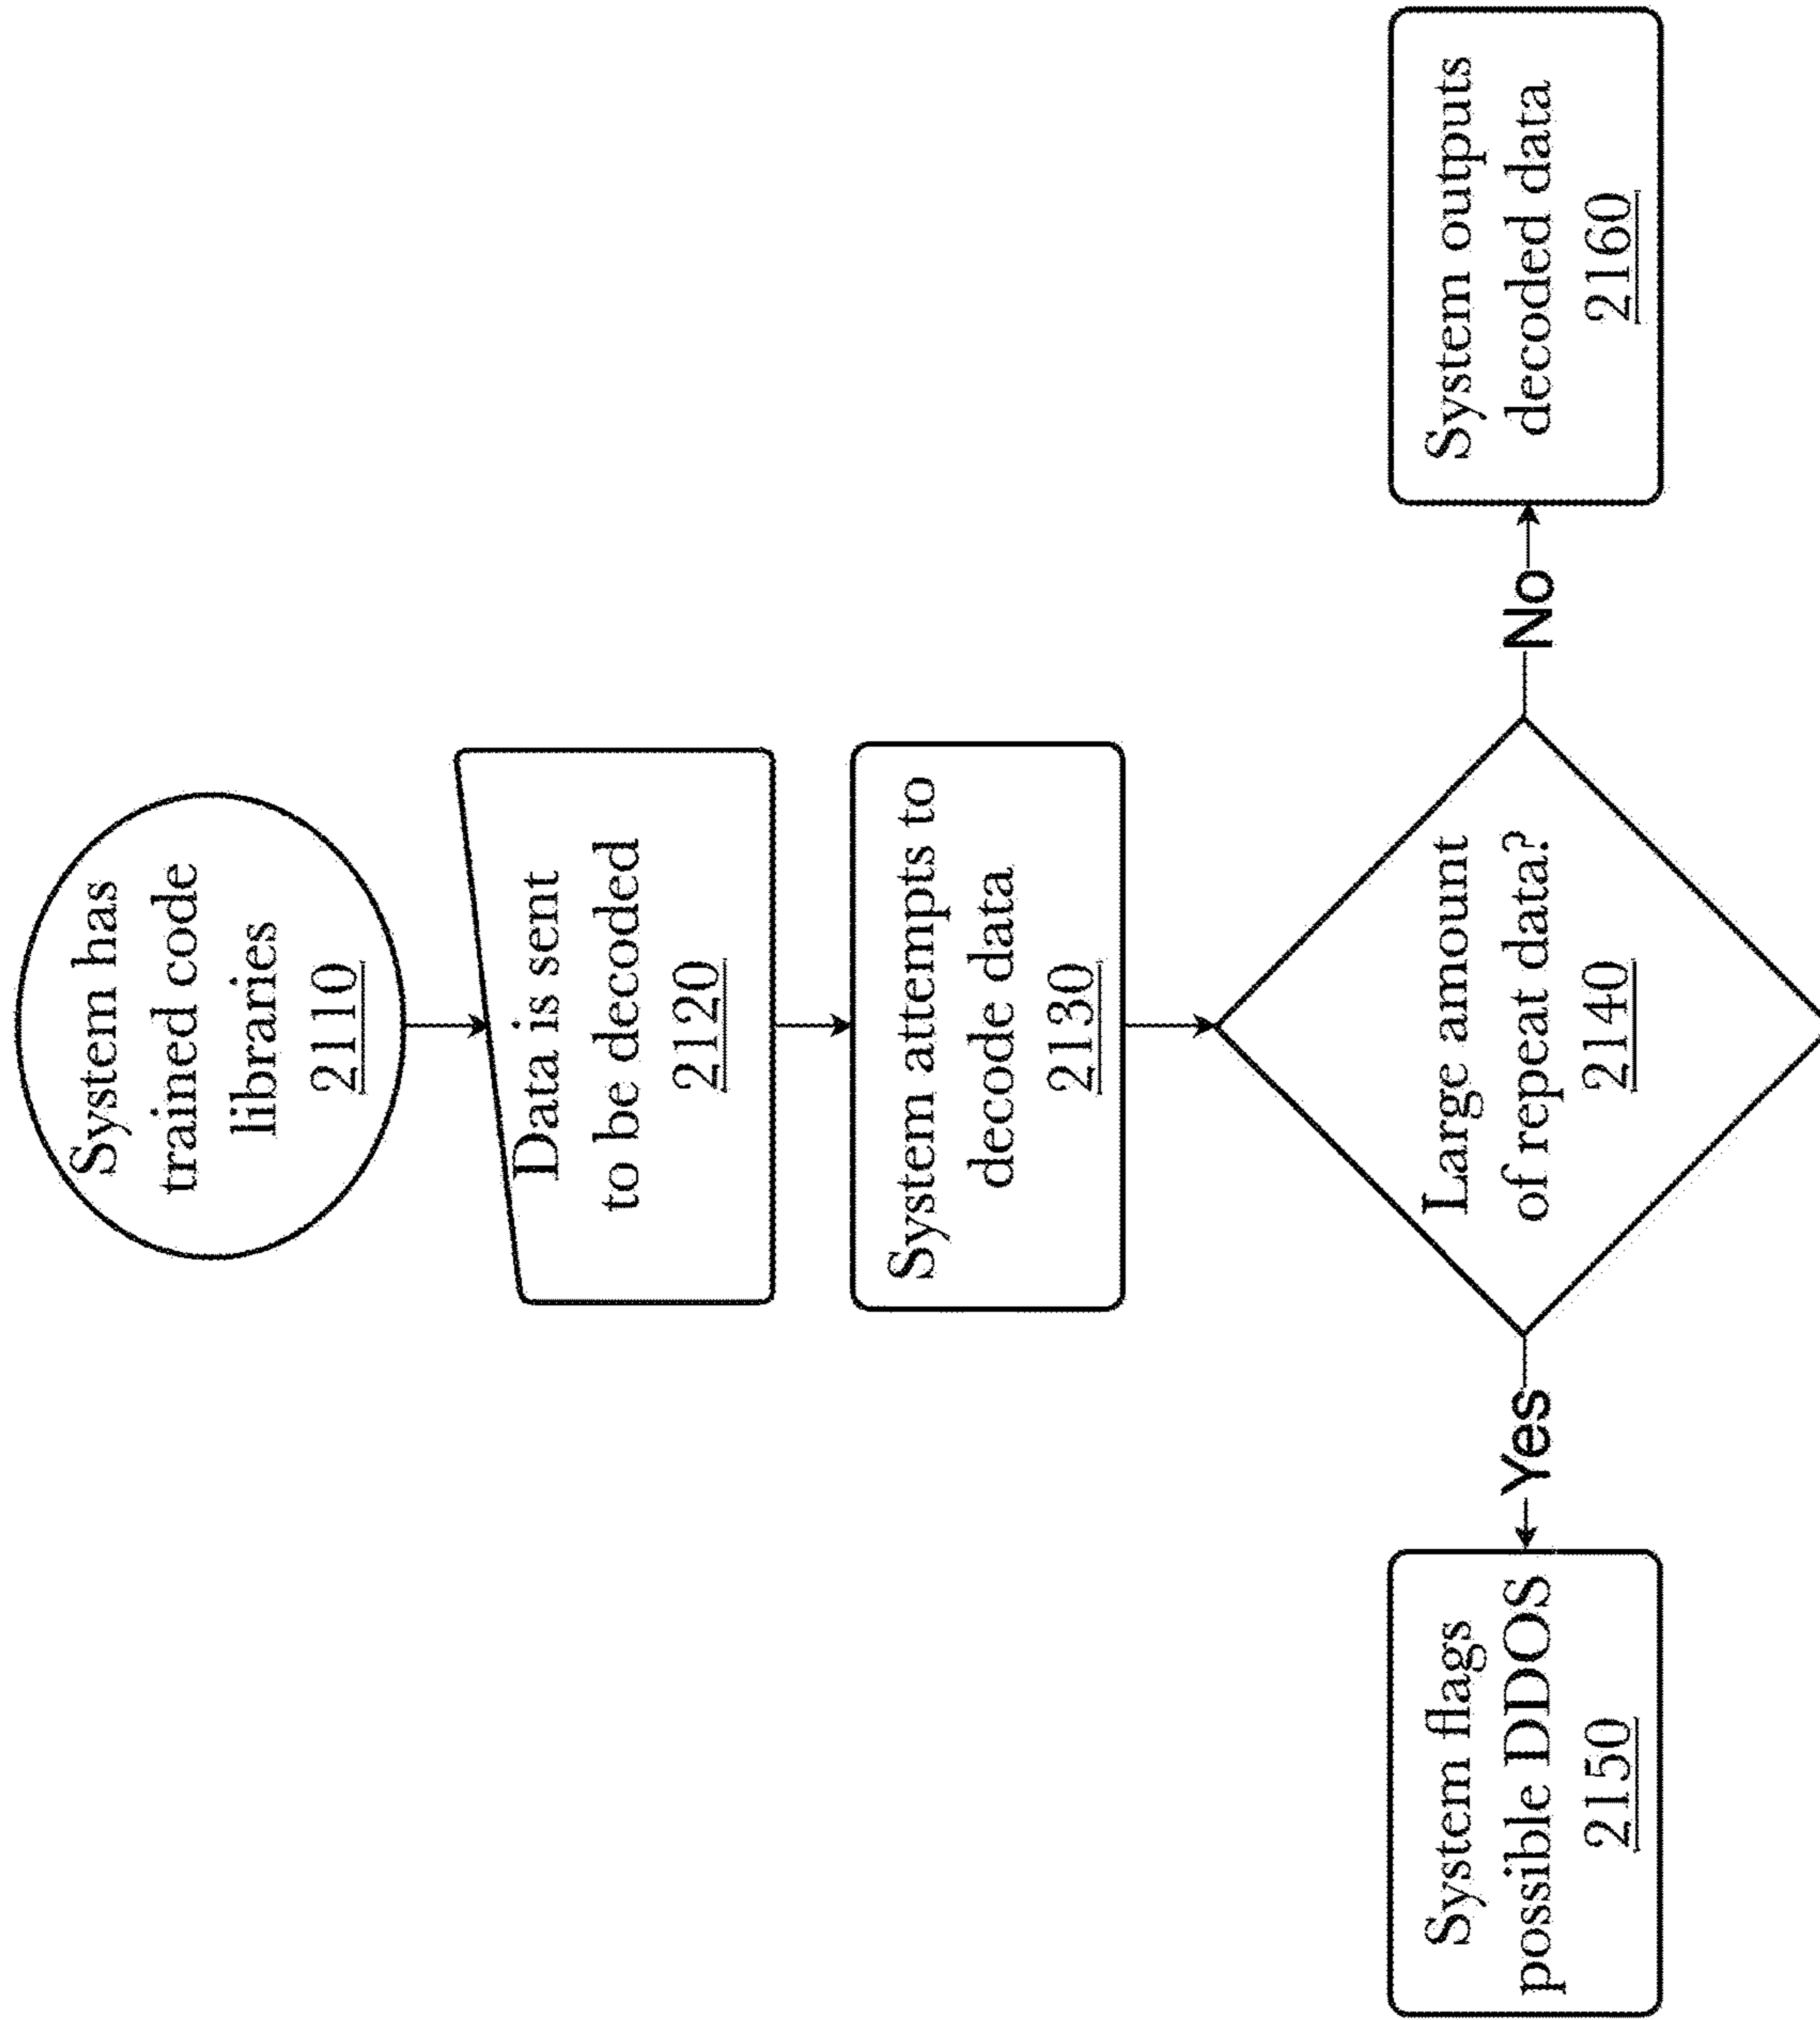 System has
trained code
libraries
2110
Data is sent
to be decoded
2120
System attempts to
decode data
2130
Large amount
of repeat data?
2140
Yes
No
System flags
possible DDOS
2150
System outputs
decoded data
2160